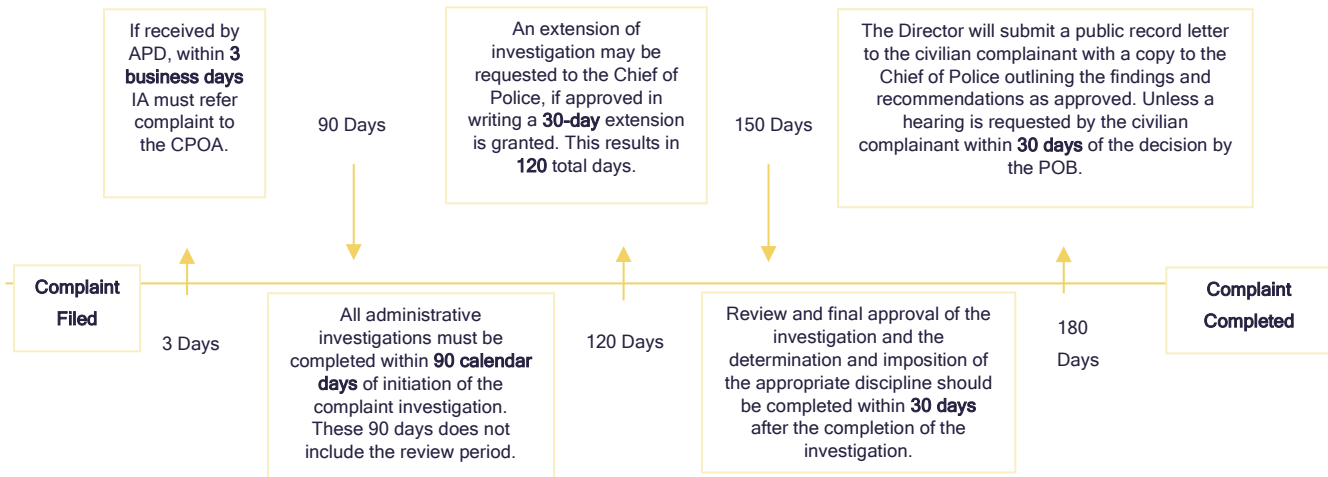 If received by
APD, within 3
business days
IA must refer
complaint to
the CPOA.
90 Days
An extension of
investigation may be
requested to the Chief of
Police, if approved in
writing a 30-day extension
is granted. This results in
120 total days.
150 Days
The Director will submit a public record letter
to the civilian complainant with a copy to the
Chief of Police outlining the findings and
recommendations as approved. Unless a
hearing is requested by the civilian
complainant within 30 days of the decision by
the POB.
Complaint
Filed
3 Days
All administrative
investigations must be
completed within 90 calendar
days of initiation of the
complaint investigation.
These 90 days does not
include the review period.
120 Days
Review and final approval of the
investigation and the
determination and imposition of
the appropriate discipline should
be completed within 30 days
after the completion of the
investigation.
180
Days
Complaint
Completed